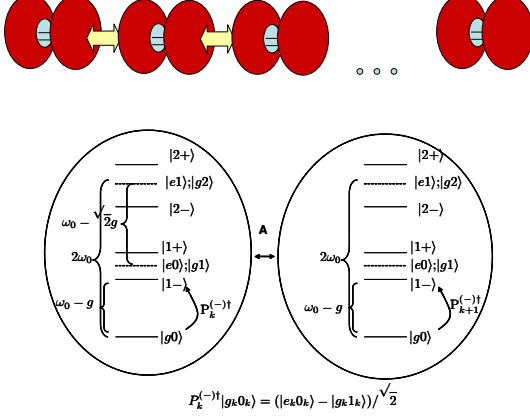 |2+⟩ |2+⟩
|e1⟩;|g2⟩ |e1⟩;|g2⟩
ω₀−√2g |2−⟩ |2−⟩
A
2ω₀ |1+⟩ 2ω₀ |1+⟩
|e0⟩;|g1⟩ |e0⟩;|g1⟩
|1−⟩ |1−⟩
ω₀−g P_k^{(−)†} ω₀−g P_{k+1}^{(−)†}
|g0⟩ |g0⟩
P_k^{(−)†}|g_k0_k⟩ = (|e_k0_k⟩ − |g_k1_k⟩)/√2